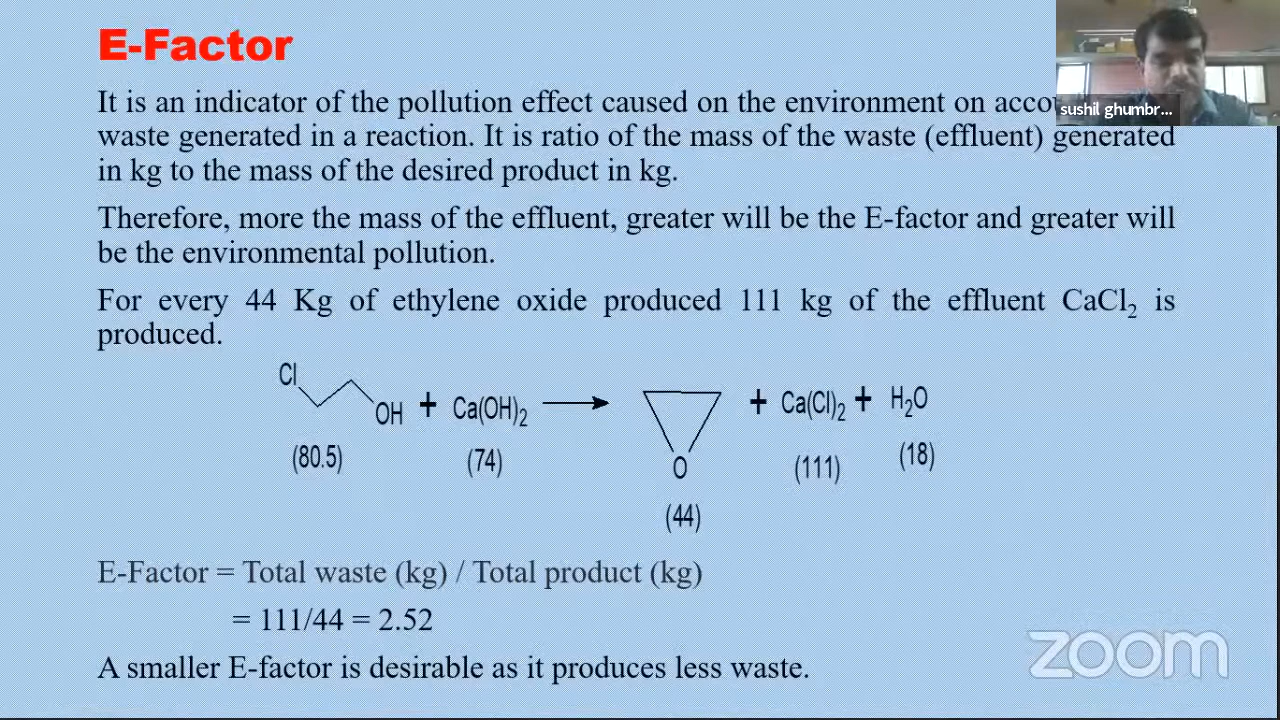 E-Factor
It is an indicator of the pollution effect caused on the environment on
sushil ghumbr...
waste generated in a reaction. It is ratio of the mass of the waste (effluent) generated
in kg to the mass of the desired product in kg.
Therefore, more the mass of the effluent, greater will be the E-factor and greater will
be the environmental pollution.
For every 44 Kg of ethylene oxide produced 111 kg of the effluent CaCl₂ is
produced.
Cl OH + Ca(OH)₂ → O + Ca(Cl)₂ + H₂O
(80.5) (74) (44) (111) (18)
E-Factor = Total waste (kg) / Total product (kg)
= 111/44 = 2.52
A smaller E-factor is desirable as it produces less waste.
zoom